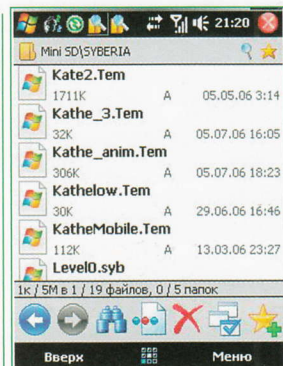 21:20
Mini SD\SYBERIA
Kate2.Tem
1711K A 05.05.06 3:14
Kathe_3.Tem
32K A 05.07.06 16:05
Kathe_anim.Tem
306K A 05.07.06 18:23
Kathelow.Tem
30K A 29.06.06 16:46
KatheMobile.Tem
112K A 13.03.06 23:27
Level0.syb
1к / 5М в 1 / 19 файлов, 0 / 5 папок
Вверх Меню